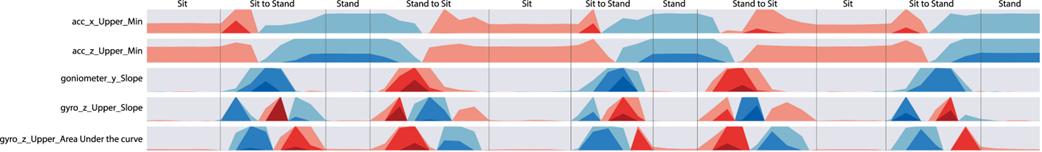 Sit Sit to Stand Stand Stand to Sit Sit Sit to Stand Stand Stand to Sit Sit Sit to Stand Stand
acc_x_Upper_Min
acc_z_Upper_Min
goniometer_y_Slope
gyro_z_Upper_Slope
gyro_z_Upper_Area Under the curve